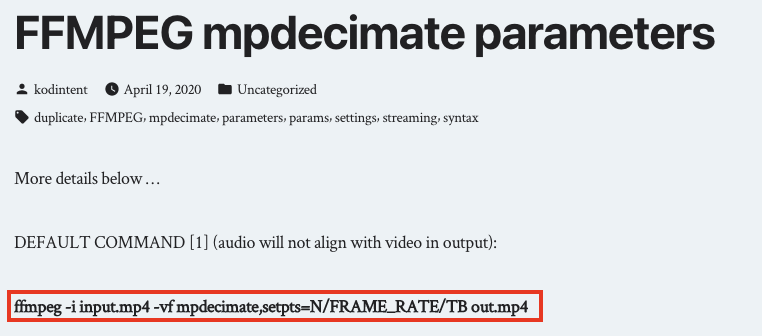 FFMPEG mpdecimate parameters
kodintent April 19, 2020 Uncategorized
duplicate, FFMPEG, mpdecimate, parameters, params, settings, streaming, syntax
More details below …
DEFAULT COMMAND [1] (audio will not align with video in output):
ffmpeg -i input.mp4 -vf mpdecimate,setpts=N/FRAME_RATE/TB out.mp4